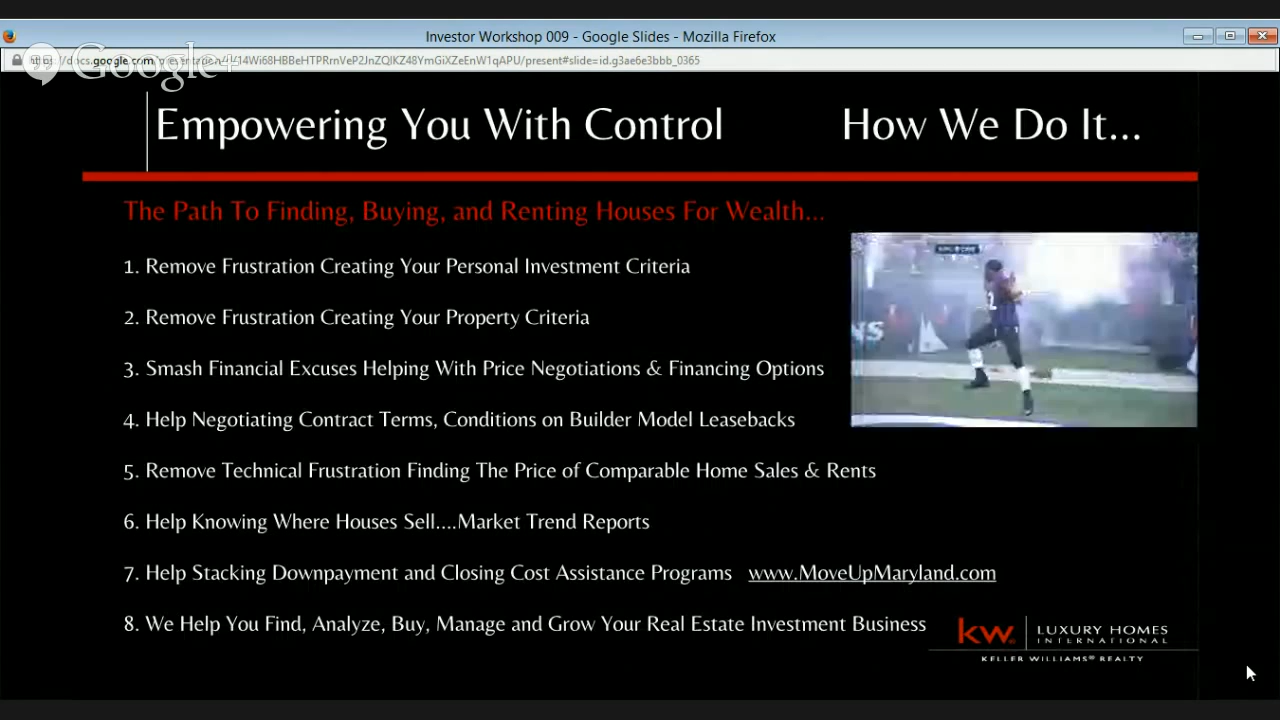 Investor Workshop 009 - Google Slides - Mozilla Firefox
Google+
Empowering You With Control How We Do It...
The Path To Finding, Buying, and Renting Houses For Wealth...
1. Remove Frustration Creating Your Personal Investment Criteria
2. Remove Frustration Creating Your Property Criteria
3. Smash Financial Excuses Helping With Price Negotiations & Financing Options
4. Help Negotiating Contract Terms, Conditions on Builder Model Leasebacks
5. Remove Technical Frustration Finding The Price of Comparable Home Sales & Rents
6. Help Knowing Where Houses Sell....Market Trend Reports
7. Help Stacking Downpayment and Closing Cost Assistance Programs www.MoveUpMaryland.com
8. We Help You Find, Analyze, Buy, Manage and Grow Your Real Estate Investment Business
kw. LUXURY HOMES
INTERNATIONAL
KELLER WILLIAMS® REALTY